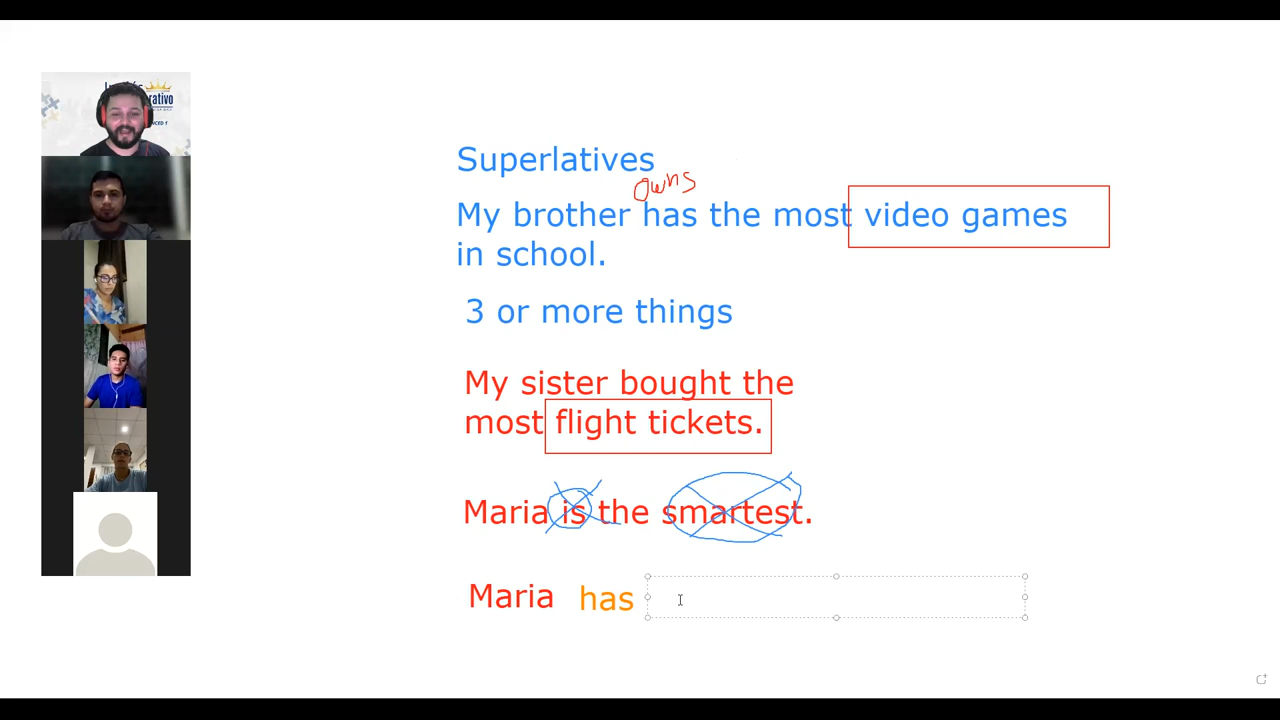 Superlatives
owns
My brother has the most video games
in school.
3 or more things
My sister bought the
most flight tickets.
Maria is the smartest.
Maria has